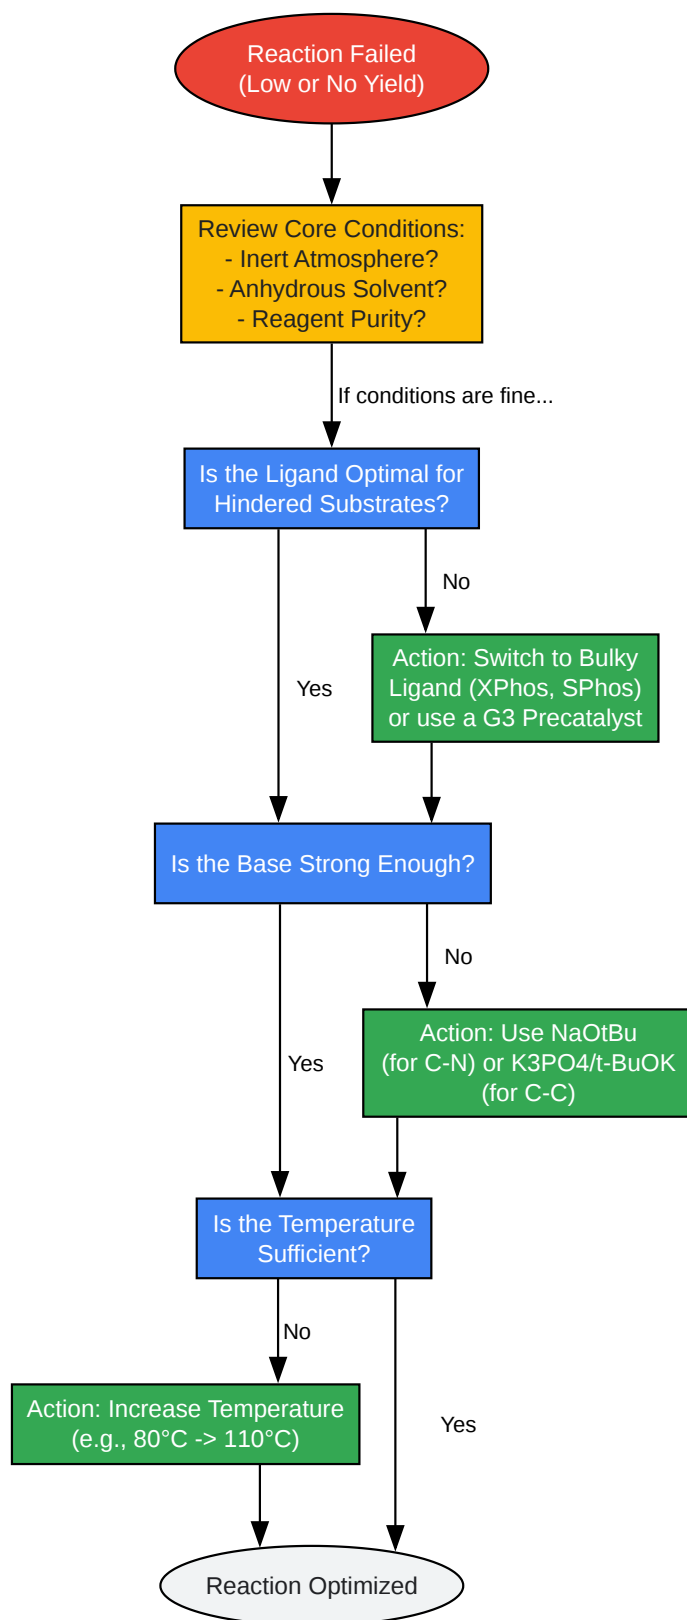 Reaction Failed
(Low or No Yield)
Review Core Conditions:
- Inert Atmosphere?
- Anhydrous Solvent?
- Reagent Purity?
If conditions are fine...
Is the Ligand Optimal for
Hindered Substrates?
No
Action: Switch to Bulky
Ligand (XPhos, SPhos)
or use a G3 Precatalyst
Yes
Is the Base Strong Enough?
No
Action: Use NaOtBu
(for C-N) or K3PO4/t-BuOK
(for C-C)
Yes
Is the Temperature
Sufficient?
No
Action: Increase Temperature
(e.g., 80°C -> 110°C)
Yes
Reaction Optimized